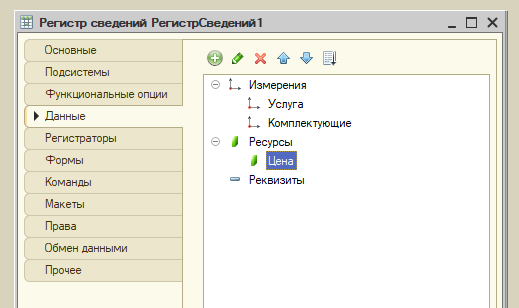 Регистр сведений РегистрСведений1
Основные
Подсистемы
Функциональные опции
Данные
Регистраторы
Формы
Команды
Макеты
Права
Обмен данными
Прочее
Измерения
Услуга
Комплектующие
Ресурсы
Цена
Реквизиты